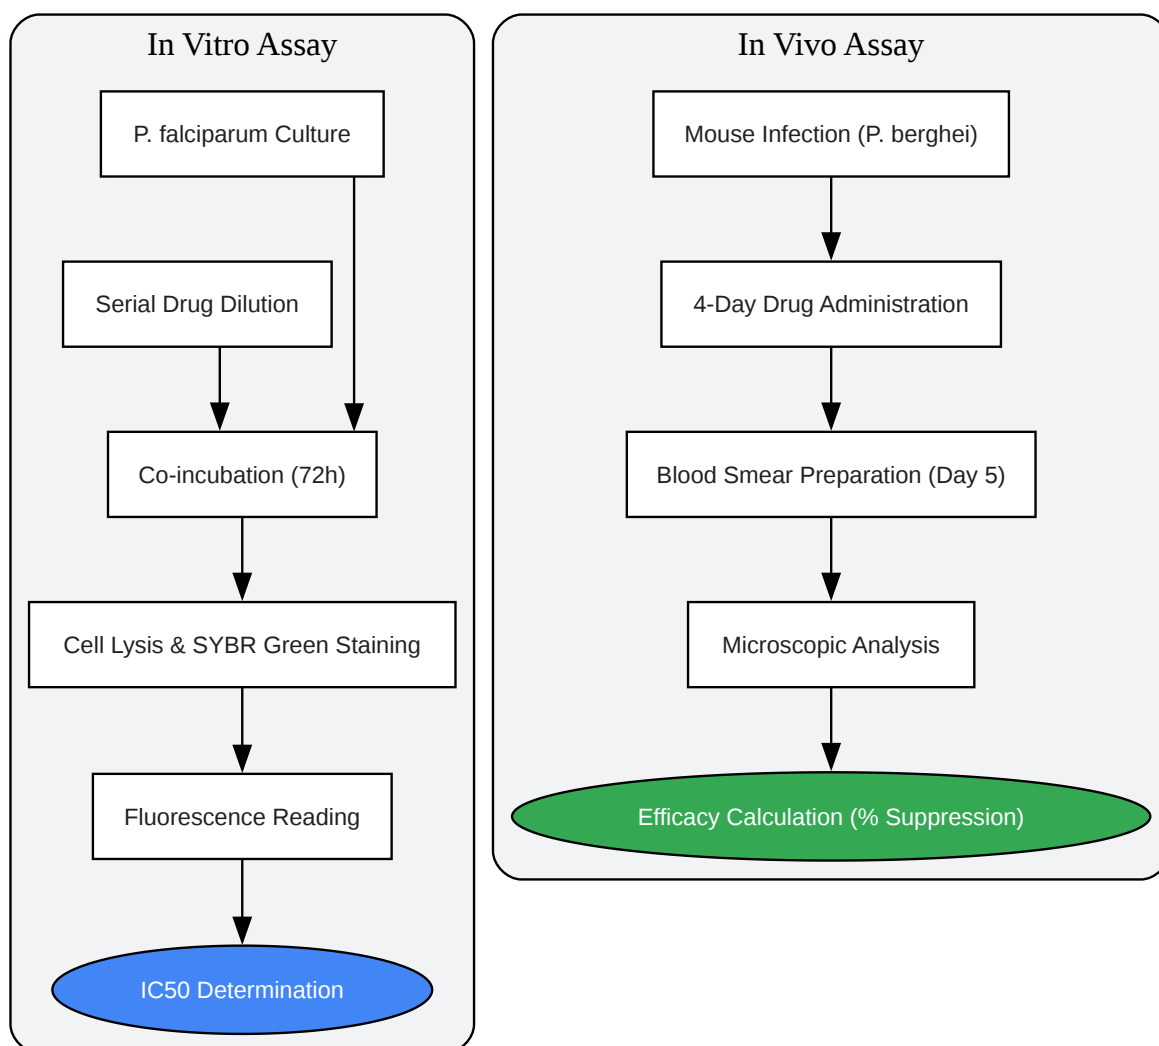 In Vitro Assay
P. falciparum Culture
Serial Drug Dilution
Co-incubation (72h)
Cell Lysis & SYBR Green Staining
Fluorescence Reading
IC50 Determination
In Vivo Assay
Mouse Infection (P. berghei)
4-Day Drug Administration
Blood Smear Preparation (Day 5)
Microscopic Analysis
Efficacy Calculation (% Suppression)